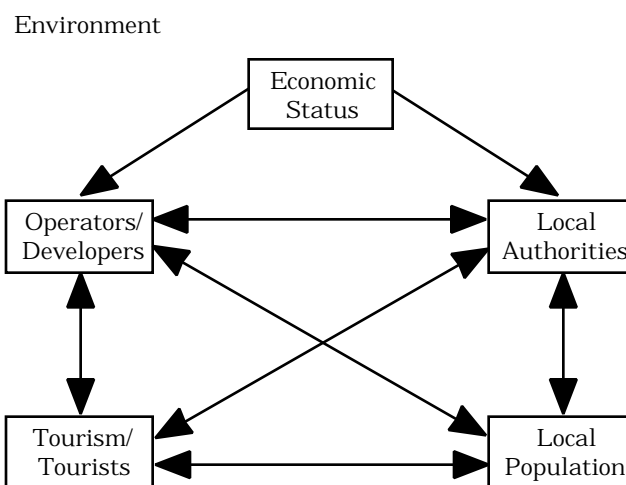 Environment
Economic
Status
Operators/
Developers
Local
Authorities
Tourism/
Tourists
Local
Population